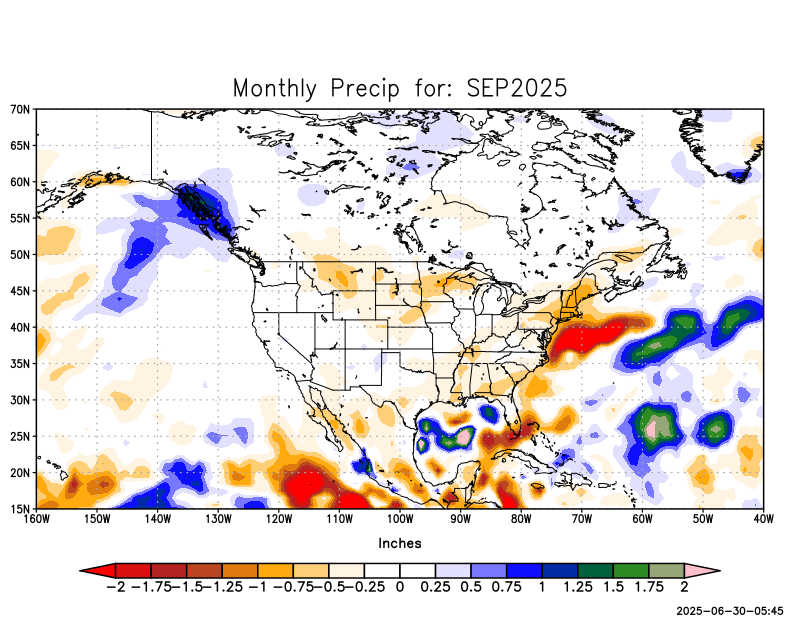 Monthly Precip for: SEP2025
70N
65N
60N
55N
50N
45N
40N
35N
30N
25N
20N
15N
160W 150W 140W 130W 120W 110W 100W 90W 80W 70W 60W 50W 40W
Inches
−2 −1.75−1.5−1.25 −1 −0.75−0.5−0.25 0 0.25 0.5 0.75 1 1.25 1.5 1.75 2
2025−06−30−05:45